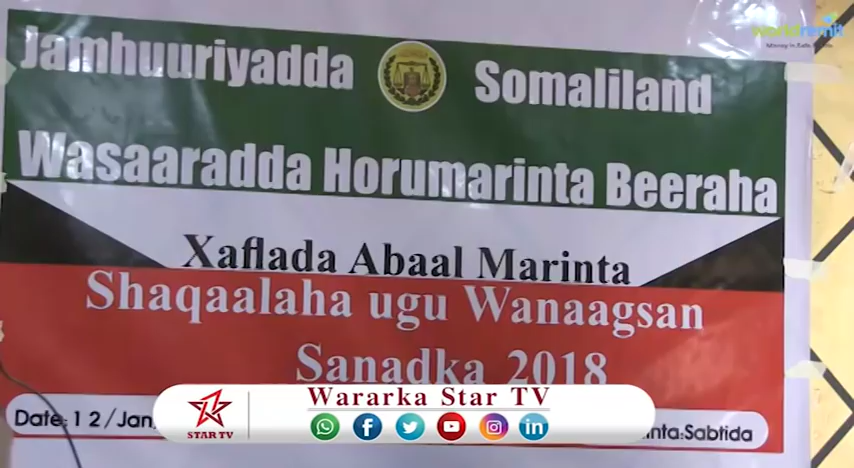 worldremit
Jamhuuriyadda Somaliland
Wasaaradda Horumarinta Beeraha
Xaflada Abaal Marinta
Shaqaalaha ugu Wanaagsan
Sanadka 2018
Wararka Star TV
STAR TV
Date: 12/Jan
Sabtida